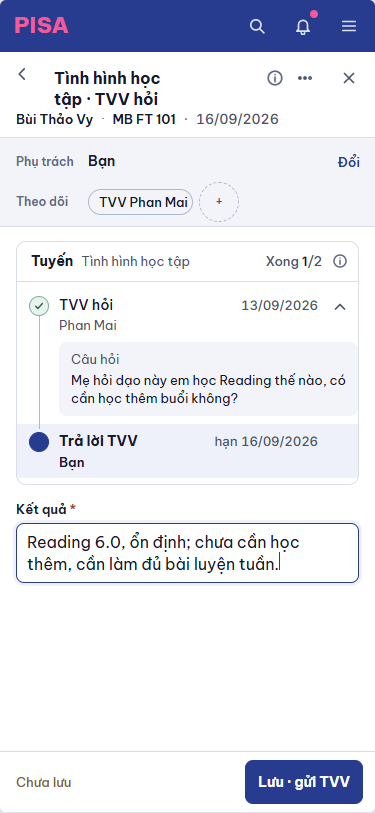 PISA
Tình hình học
tập · TVV hỏi
Bùi Thảo Vy · MB FT 101 · 16/09/2026
Phụ trách Bạn Đổi
Theo dõi TVV Phan Mai +
Tuyến Tình hình học tập Xong 1/2
TVV hỏi 13/09/2026
Phan Mai
Câu hỏi
Mẹ hỏi dạo này em học Reading thế nào, có
cần học thêm buổi không?
Trả lời TVV hạn 16/09/2026
Bạn
Kết quả *
Reading 6.0, ổn định; chưa cần học
thêm, cần làm đủ bài luyện tuần.
Chưa lưu Lưu · gửi TVV